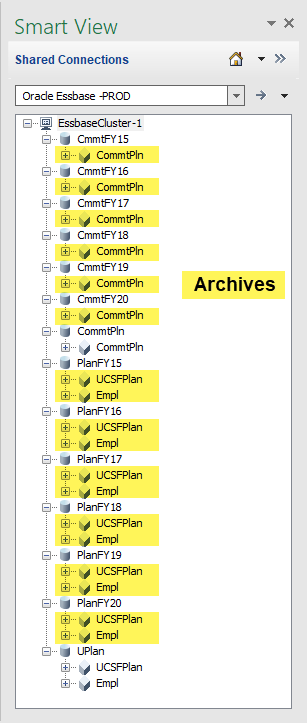 Smart View
Shared Connections
Oracle Essbase -PROD
EssbaseCluster-1
CmmtFY15
CommtPln
CmmtFY16
CommtPln
CmmtFY17
CommtPln
CmmtFY18
CommtPln
CmmtFY19
CommtPln
Archives
CmmtFY20
CommtPln
CommtPln
CommtPln
PlanFY15
UCSFPlan
Empl
PlanFY16
UCSFPlan
Empl
PlanFY17
UCSFPlan
Empl
PlanFY18
UCSFPlan
Empl
PlanFY19
UCSFPlan
Empl
PlanFY20
UCSFPlan
Empl
UPlan
UCSFPlan
Empl